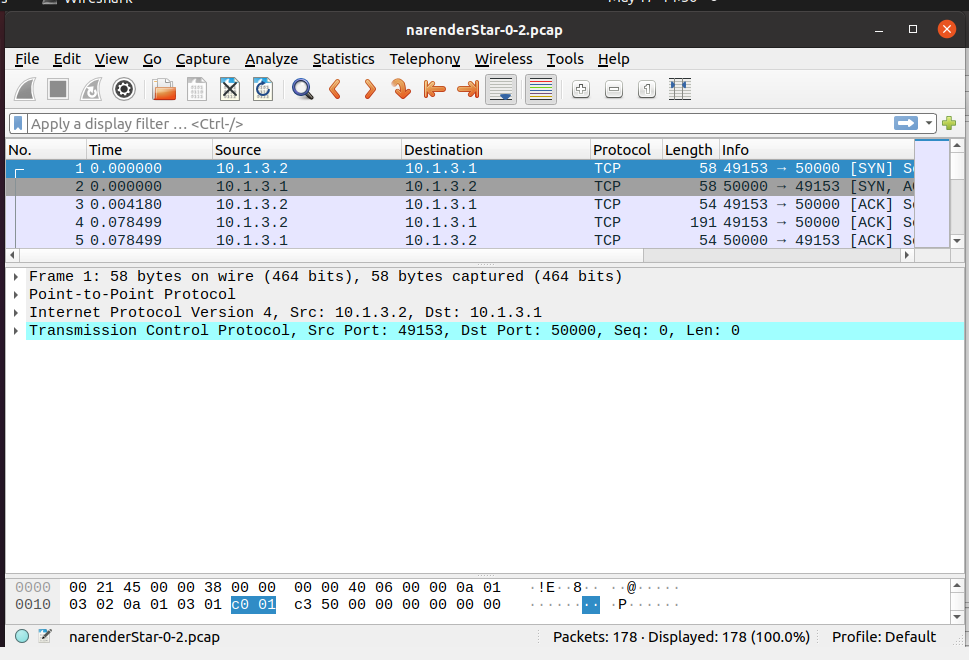 Wireshark
narenderStar-0-2.pcap
File Edit View Go Capture Analyze Statistics Telephony Wireless Tools Help
Apply a display filter … <Ctrl-/>
No. Time Source Destination Protocol Length Info
1 0.000000 10.1.3.2 10.1.3.1 TCP 58 49153 → 50000 [SYN]
2 0.000000 10.1.3.1 10.1.3.2 TCP 58 50000 → 49153 [SYN,
3 0.004180 10.1.3.2 10.1.3.1 TCP 54 49153 → 50000 [ACK]
4 0.078499 10.1.3.2 10.1.3.1 TCP 191 49153 → 50000 [ACK]
5 0.078499 10.1.3.1 10.1.3.2 TCP 54 50000 → 49153 [ACK]
Frame 1: 58 bytes on wire (464 bits), 58 bytes captured (464 bits)
Point-to-Point Protocol
Internet Protocol Version 4, Src: 10.1.3.2, Dst: 10.1.3.1
Transmission Control Protocol, Src Port: 49153, Dst Port: 50000, Seq: 0, Len: 0
0000 00 21 45 00 00 38 00 00 00 00 40 06 00 00 0a 01 ·!E··8·· ··@·····
0010 03 02 0a 01 03 01 c0 01 c3 50 00 00 00 00 00 00 ········ ·P······
narenderStar-0-2.pcap Packets: 178 · Displayed: 178 (100.0%) Profile: Default